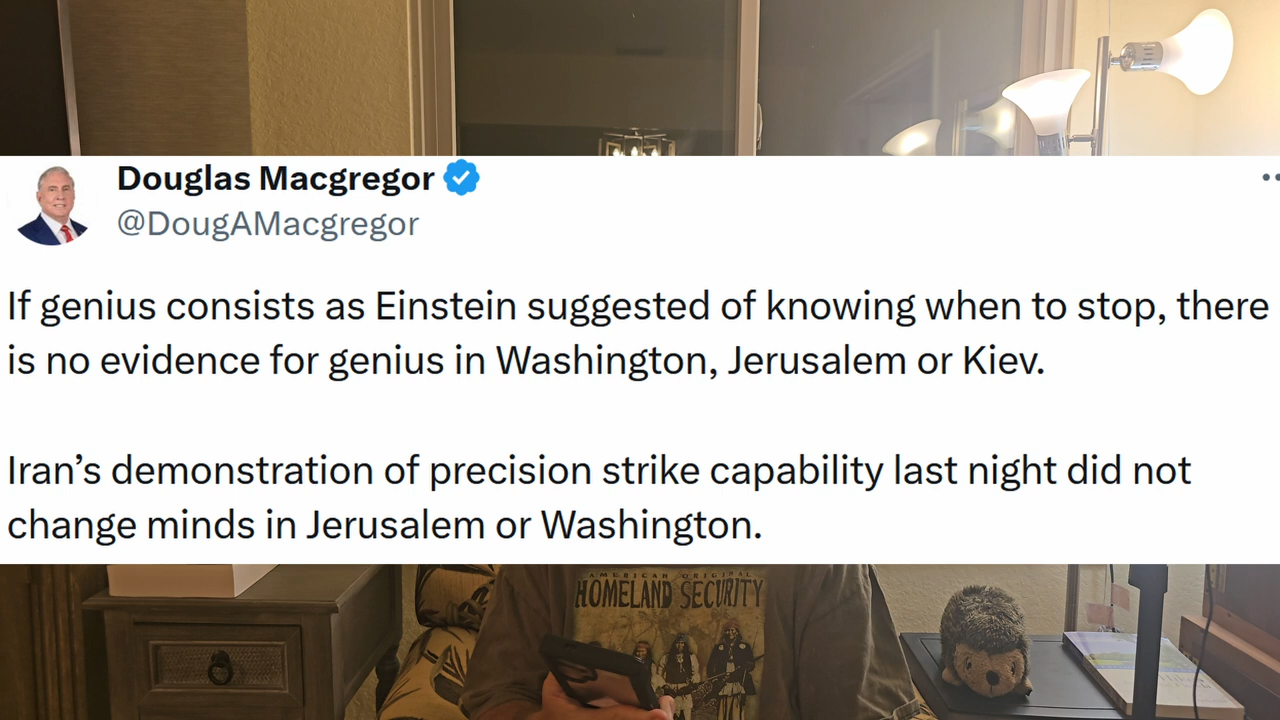 Douglas Macgregor
@DougAMacgregor
If genius consists as Einstein suggested of knowing when to stop, there
is no evidence for genius in Washington, Jerusalem or Kiev.
Iran’s demonstration of precision strike capability last night did not
change minds in Jerusalem or Washington.
AMERICAN ORIGINAL
HOMELAND SECURITY